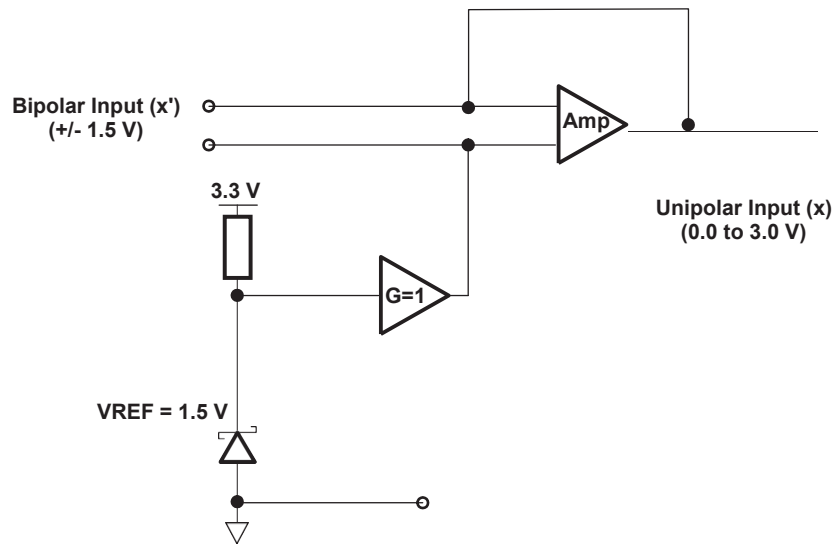 Bipolar Input (x')
(+/- 1.5 V)
Amp
3.3 V
Unipolar Input (x)
(0.0 to 3.0 V)
G=1
VREF = 1.5 V